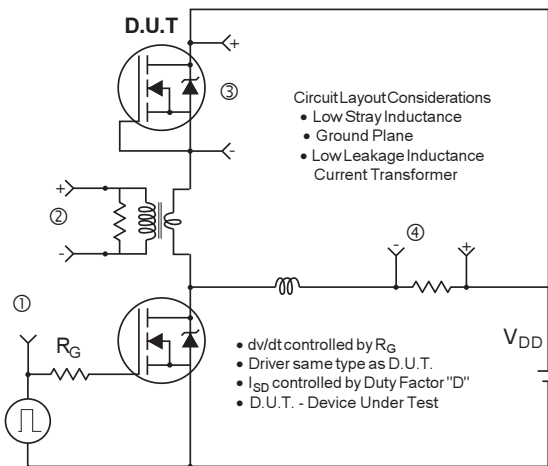 D.U.T
+
③
-
Circuit Layout Considerations
• Low Stray Inductance
• Ground Plane
• Low Leakage Inductance
Current Transformer
+
②
-
④
-
+
①
RG
• dv/dt controlled by RG
• Driver same type as D.U.T.
• ISD controlled by Duty Factor "D"
• D.U.T. - Device Under Test
VDD